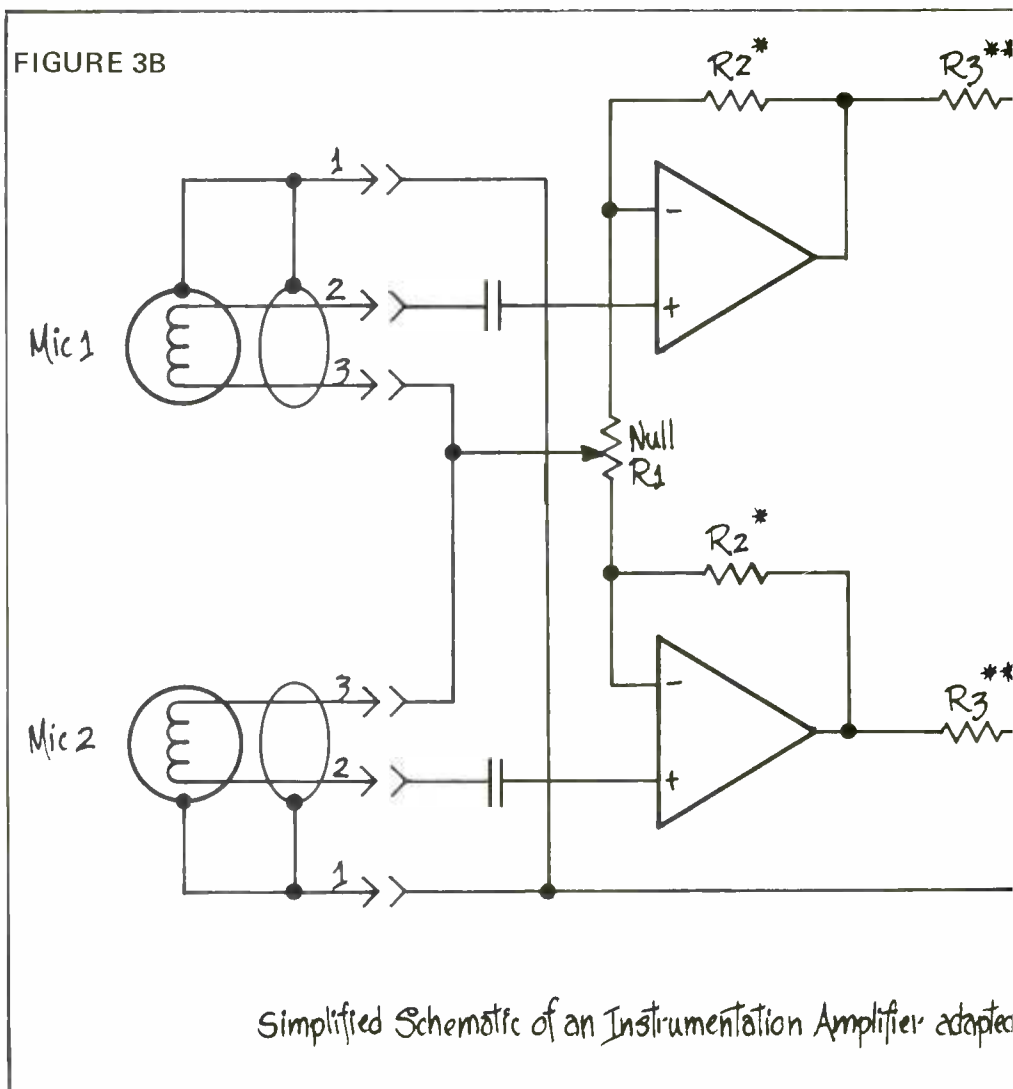 FIGURE 3B
R2*
R3**
1
2
Mic 1
3
-
+
Null
R1
R2*
R3**
3
Mic 2
2
-
+
1
Simplified Schematic of an Instrumentation Amplifier adapted